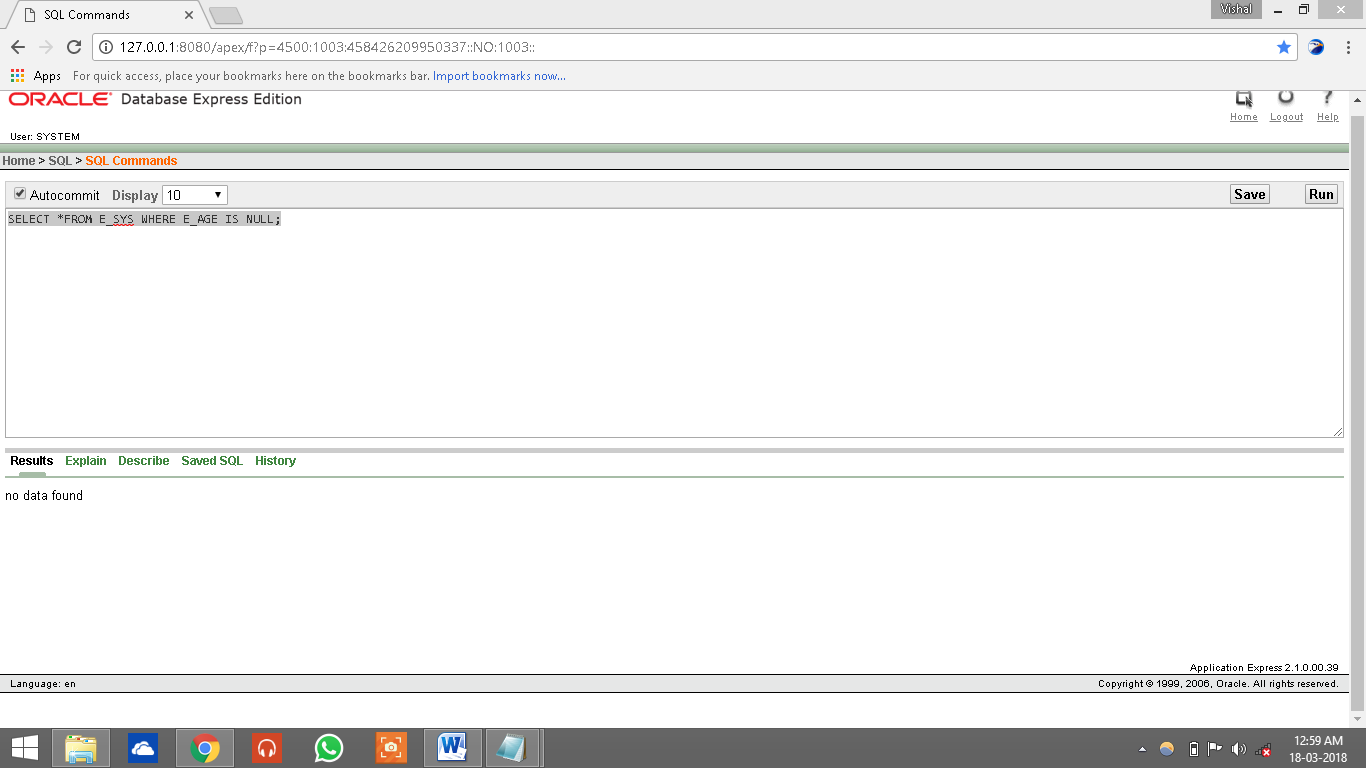 SQL Commands
Vishal
127.0.0.1:8080/apex/f?p=4500:1003:458426209950337::NO:1003::
Apps For quick access, place your bookmarks here on the bookmarks bar. Import bookmarks now...
ORACLE Database Express Edition
Home Logout Help
User: SYSTEM
Home > SQL > SQL Commands
Autocommit Display 10 Save Run
SELECT *FROM E_SYS WHERE E_AGE IS NULL;
Results Explain Describe Saved SQL History
no data found
Application Express 2.1.0.00.39
Language: en Copyright © 1999, 2006, Oracle. All rights reserved.
12:59 AM
18-03-2018